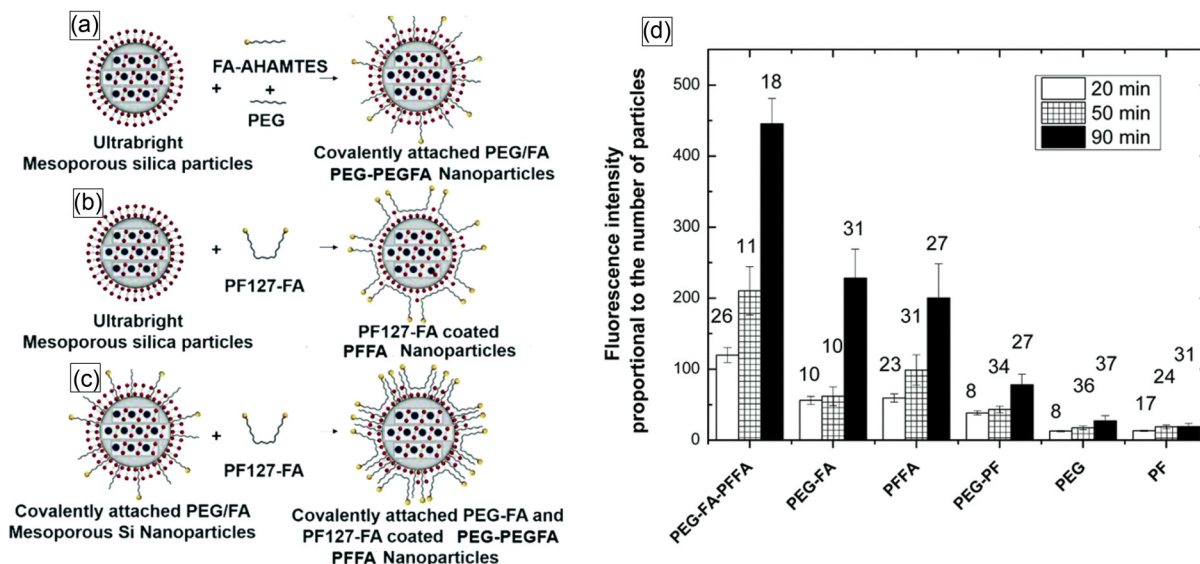 (a)
FA-AHAMTES
+
+
PEG
Ultrabright
Mesoporous silica particles
Covalently attached PEG/FA
PEG-PEGFA Nanoparticles
(b)
+
PF127-FA
Ultrabright
Mesoporous silica particles
PF127-FA coated
PFFA Nanoparticles
(c)
+
PF127-FA
Covalently attached PEG/FA
Mesoporous Si Nanoparticles
Covalently attached PEG-FA and
PF127-FA coated PEG-PEGFA
PFFA Nanoparticles
(d)
Fluorescence intensity
proportional to the number of particles
500
400
300
200
100
0
20 min
50 min
90 min
26
11
18
10
10
31
23
31
27
8
34
27
8
36
37
17
24
31
PEG-FA-PFFA
PEG-FA
PFFA
PEG-PF
PEG
PF